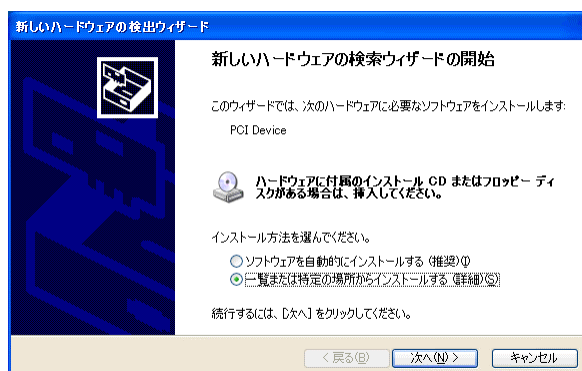 新しいハードウェアの検出ウィザード
新しいハードウェアの検索ウィザードの開始
このウィザードでは、次のハードウェアに必要なソフトウェアをインストールします:
PCI Device
ハードウェアに付属のインストール CD またはフロッピー ディ
スクがある場合は、挿入してください。
インストール方法を選んでください。
ソフトウェアを自動的にインストールする (推奨)(I)
一覧または特定の場所からインストールする (詳細)(S)
続行するには、[次へ] をクリックしてください。
< 戻る(B)
次へ(N) >
キャンセル